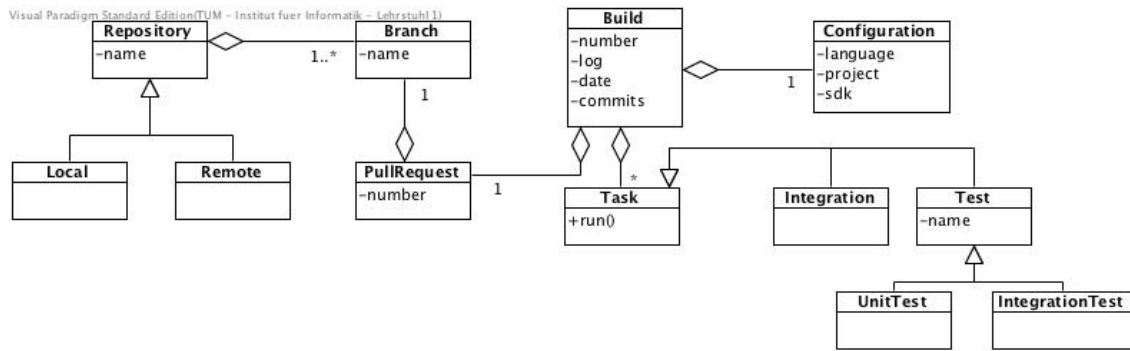 Visual Paradigm Standard Edition(TUM – Institut fuer Informatik – Lehrstuhl 1)
Repository
-name
1..*
Branch
-name
1
Build
-number
-log
-date
-commits
1
Configuration
-language
-project
-sdk
Local
Remote
PullRequest
-number
1
*
Task
+run()
Integration
Test
-name
UnitTest
IntegrationTest